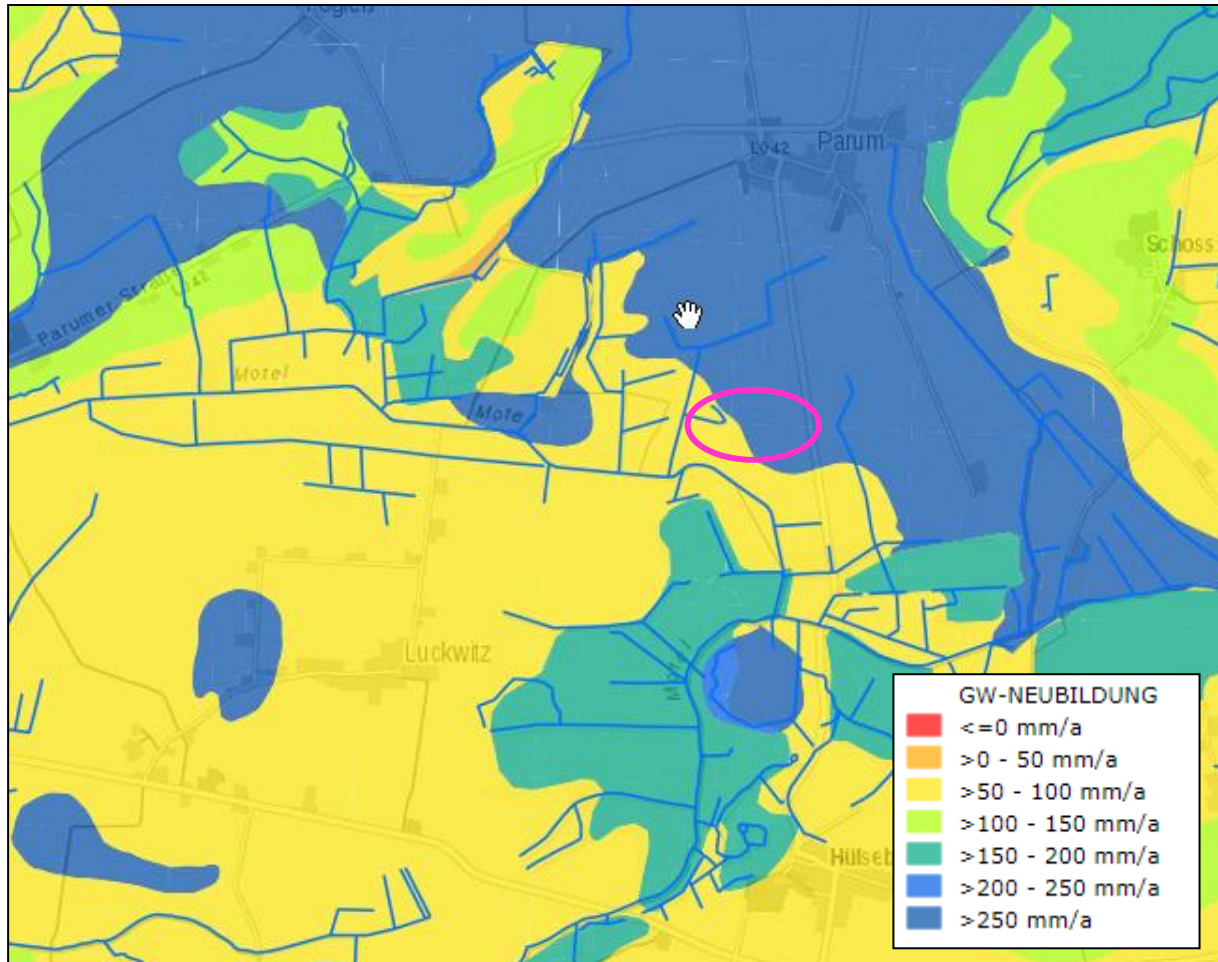 Parum
L042
Schoss
Parumer Straße
L042
Motel
Mote
Luckwitz
Motel
Hülseb
GW-NEUBILDUNG
<=0 mm/a
>0 - 50 mm/a
>50 - 100 mm/a
>100 - 150 mm/a
>150 - 200 mm/a
>200 - 250 mm/a
>250 mm/a